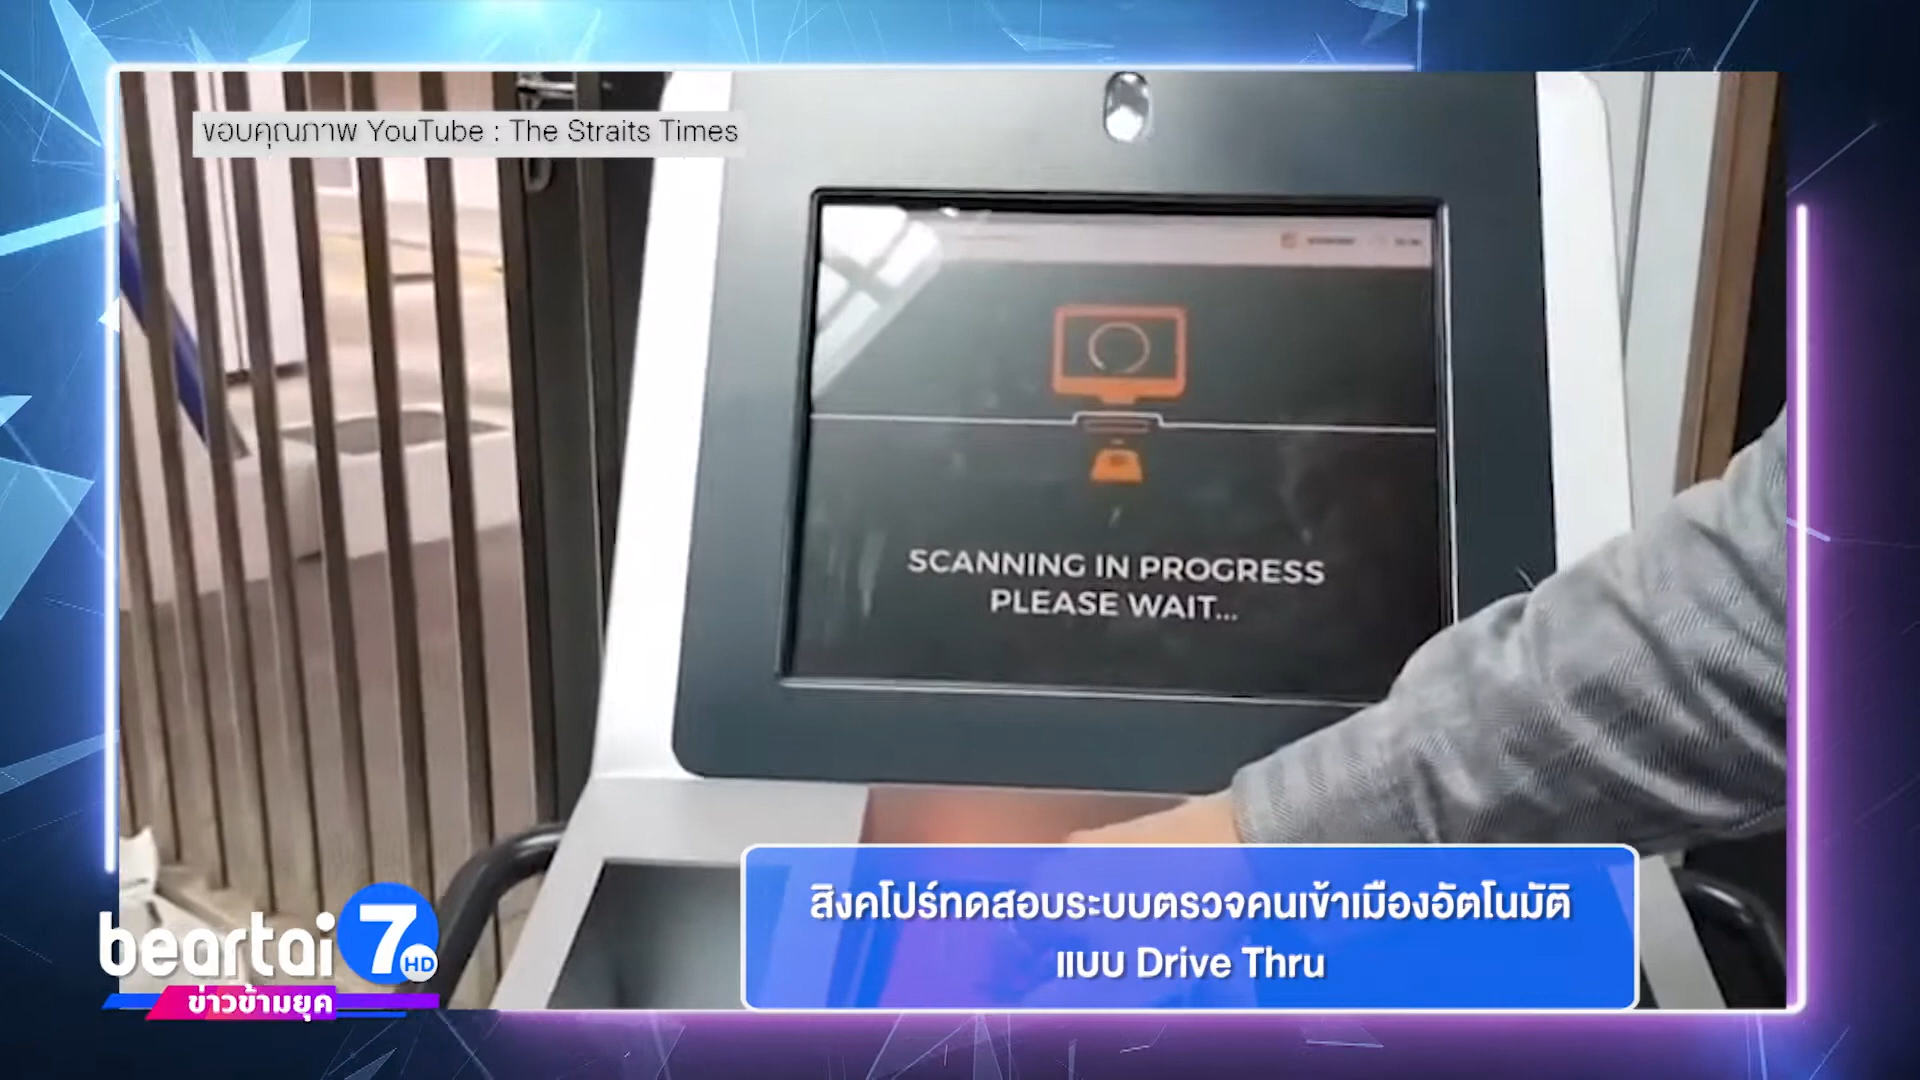 ขอบคุณภาพ YouTube : The Straits Times
SCANNING IN PROGRESS
PLEASE WAIT...
สิงคโปร์ทดสอบระบบตรวจคนเข้าเมืองอัตโนมัติ
แบบ Drive Thru
beartai 7HD
ข่าวข้ามยุค